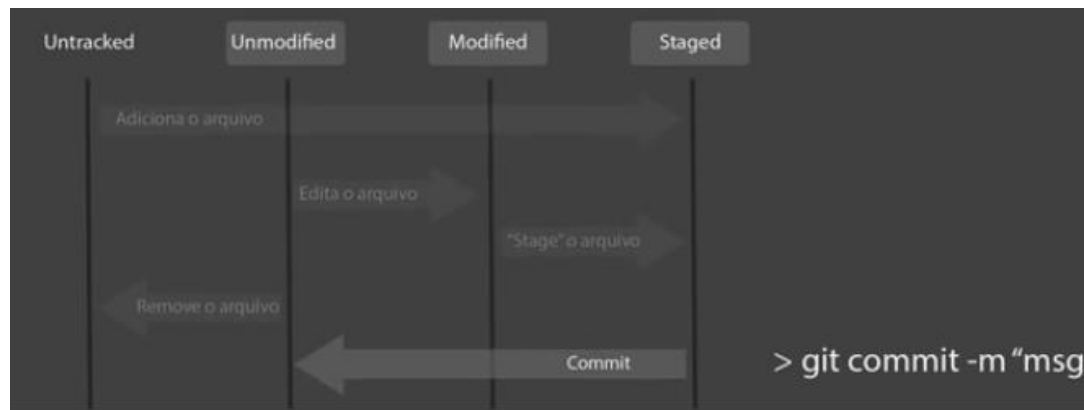 Untracked Unmodified Modified Staged
Adiciona o arquivo
Edita o arquivo
"Stage" o arquivo
Remove o arquivo
Commit > git commit -m “msg